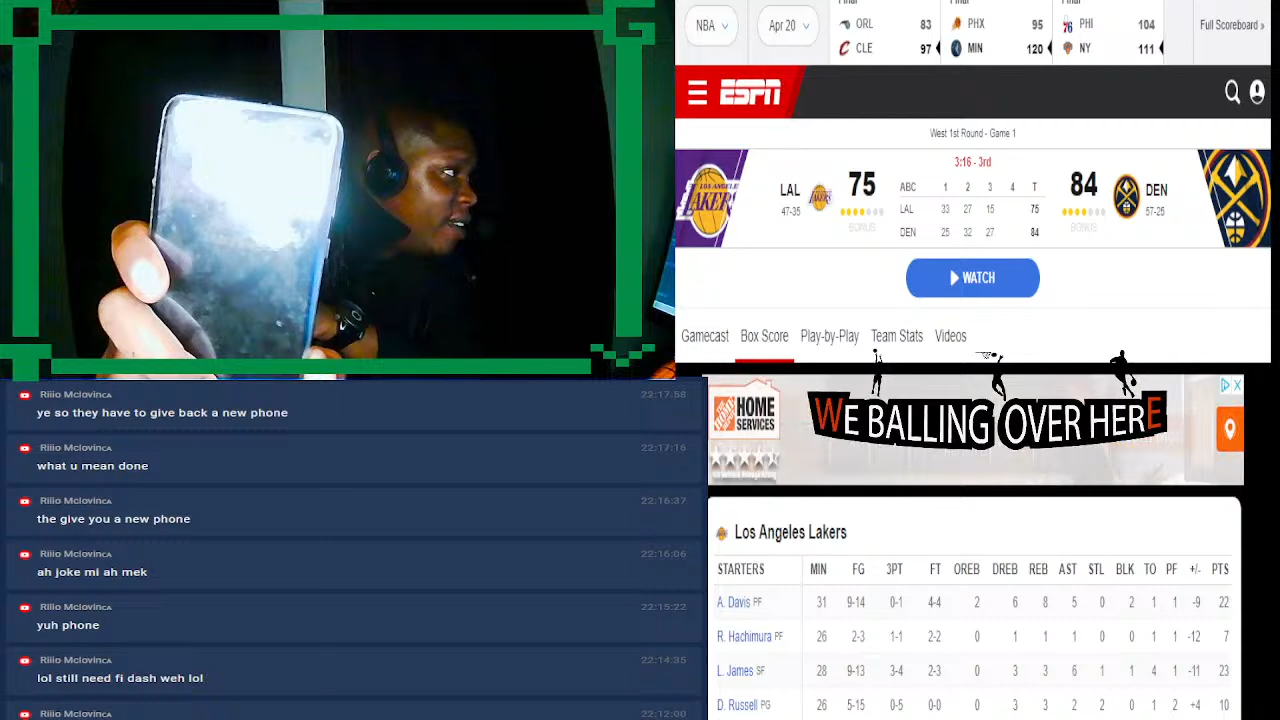 Riiio Mclovinca
22:17:58
ye so they have to give back a new phone
Riiio Mclovinca
22:17:16
what u mean done
Riiio Mclovinca
22:16:37
the give you a new phone
Riiio Mclovinca
22:16:06
ah joke mi ah mek
Riiio Mclovinca
22:15:22
yuh phone
Riiio Mclovinca
22:14:35
lol still need fi dash weh lol
Riiio Mclovinca
22:12:00
NBA
Apr 20
ORL 83
CLE 97
PHX 95
MIN 120
76
PHI 104
NY 111
Full Scoreboard »
ESPN
West 1st Round - Game 1
LOS ANGELES
LAKERS
LAL
47-35
75
BONUS
3:16 - 3rd
ABC 1 2 3 4 T
LAL 33 27 15 75
DEN 25 32 27 84
84
BONUS
DEN
57-25
WATCH
Gamecast Box Score Play-by-Play Team Stats Videos
HOME
SERVICES
WE BALLING OVER HERE
Los Angeles Lakers
STARTERS MIN FG 3PT FT OREB DREB REB AST STL BLK TO PF +/- PTS
A. Davis PF 31 9-14 0-1 4-4 2 6 8 5 0 2 1 1 -9 22
R. Hachimura PF 26 2-3 1-1 2-2 0 1 1 1 0 0 1 1 -12 7
L. James SF 28 9-13 3-4 2-3 0 3 3 6 1 1 4 1 -11 23
D. Russell PG 26 5-15 0-5 0-0 0 3 3 2 2 0 1 2 +4 10